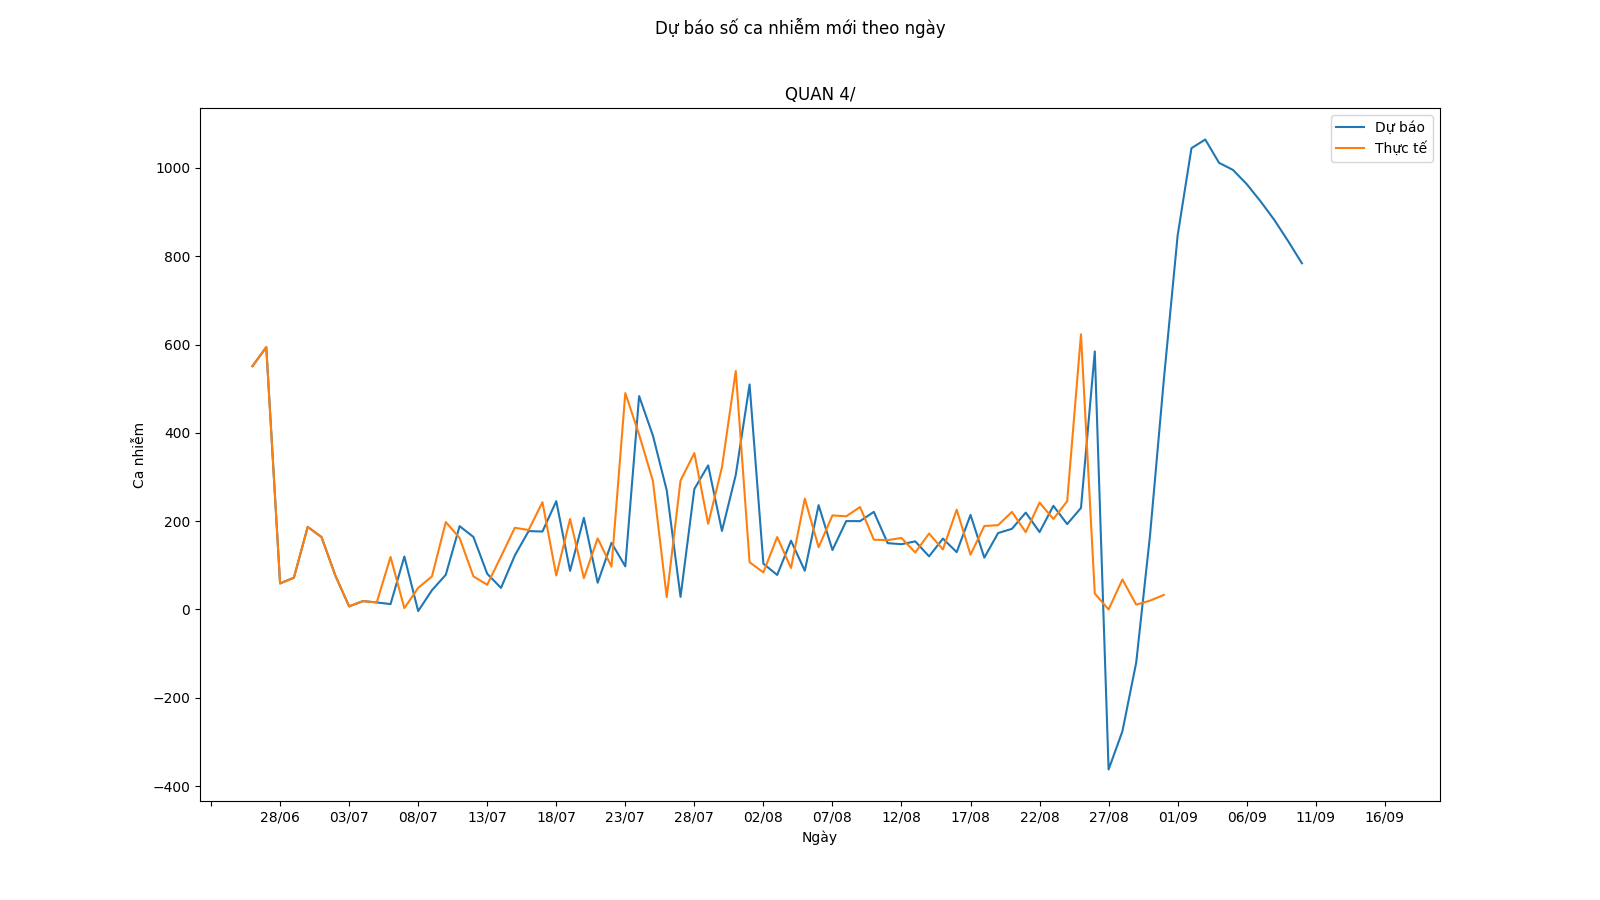 Dự báo số ca nhiễm mới theo ngày
QUAN 4/
Dự báo
Thực tế
1000
800
600
400
200
0
−200
−400
Ca nhiễm
28/06 03/07 08/07 13/07 18/07 23/07 28/07 02/08 07/08 12/08 17/08 22/08 27/08 01/09 06/09 11/09 16/09
Ngày